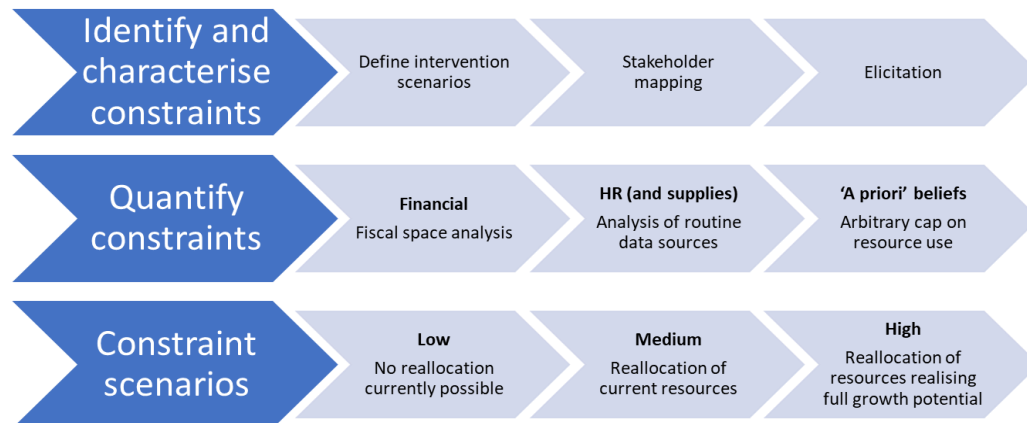 Identify and
characterise
constraints
Define intervention
scenarios
Stakeholder
mapping
Elicitation
Quantify
constraints
Financial
Fiscal space analysis
HR (and supplies)
Analysis of routine
data sources
‘A priori’ beliefs
Arbitrary cap on
resource use
Constraint
scenarios
Low
No reallocation
currently possible
Medium
Reallocation of
current resources
High
Reallocation of
resources realising
full growth potential